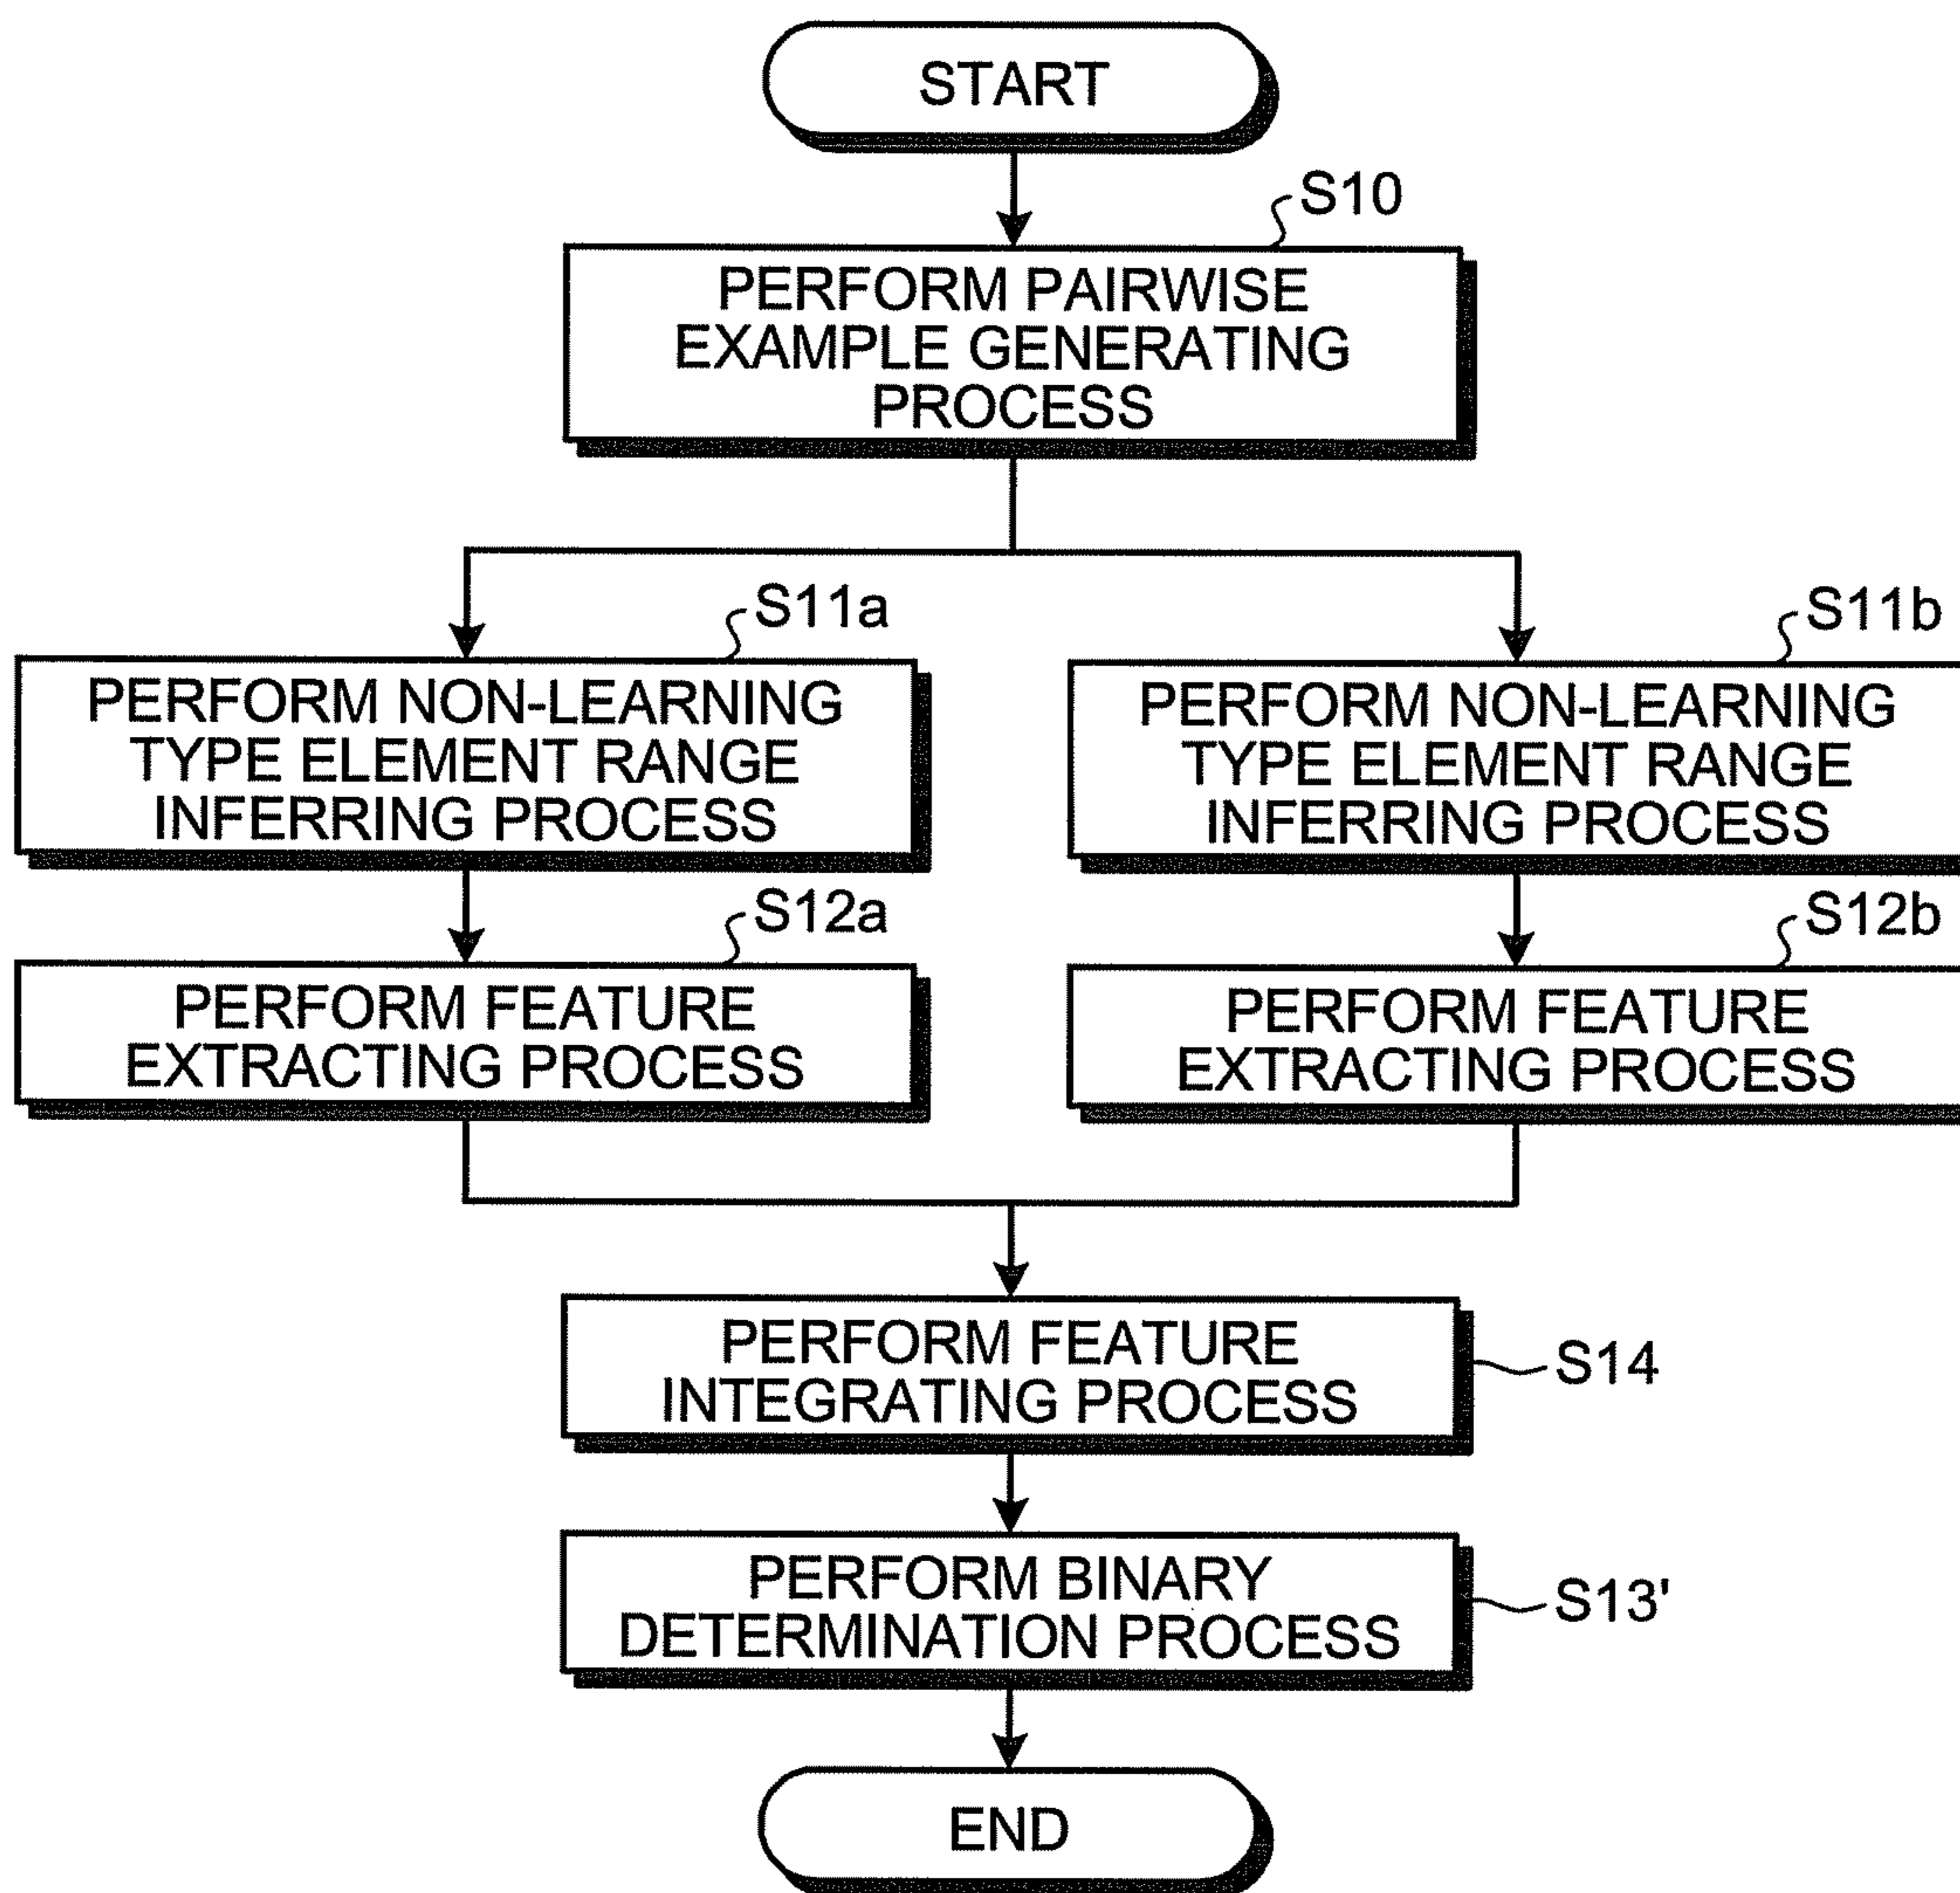 START
S10
PERFORM PAIRWISE
EXAMPLE GENERATING
PROCESS
S11a
PERFORM NON-LEARNING
TYPE ELEMENT RANGE
INFERRING PROCESS
S11b
PERFORM NON-LEARNING
TYPE ELEMENT RANGE
INFERRING PROCESS
S12a
PERFORM FEATURE
EXTRACTING PROCESS
S12b
PERFORM FEATURE
EXTRACTING PROCESS
PERFORM FEATURE
INTEGRATING PROCESS
S14
PERFORM BINARY
DETERMINATION PROCESS
S13'
END